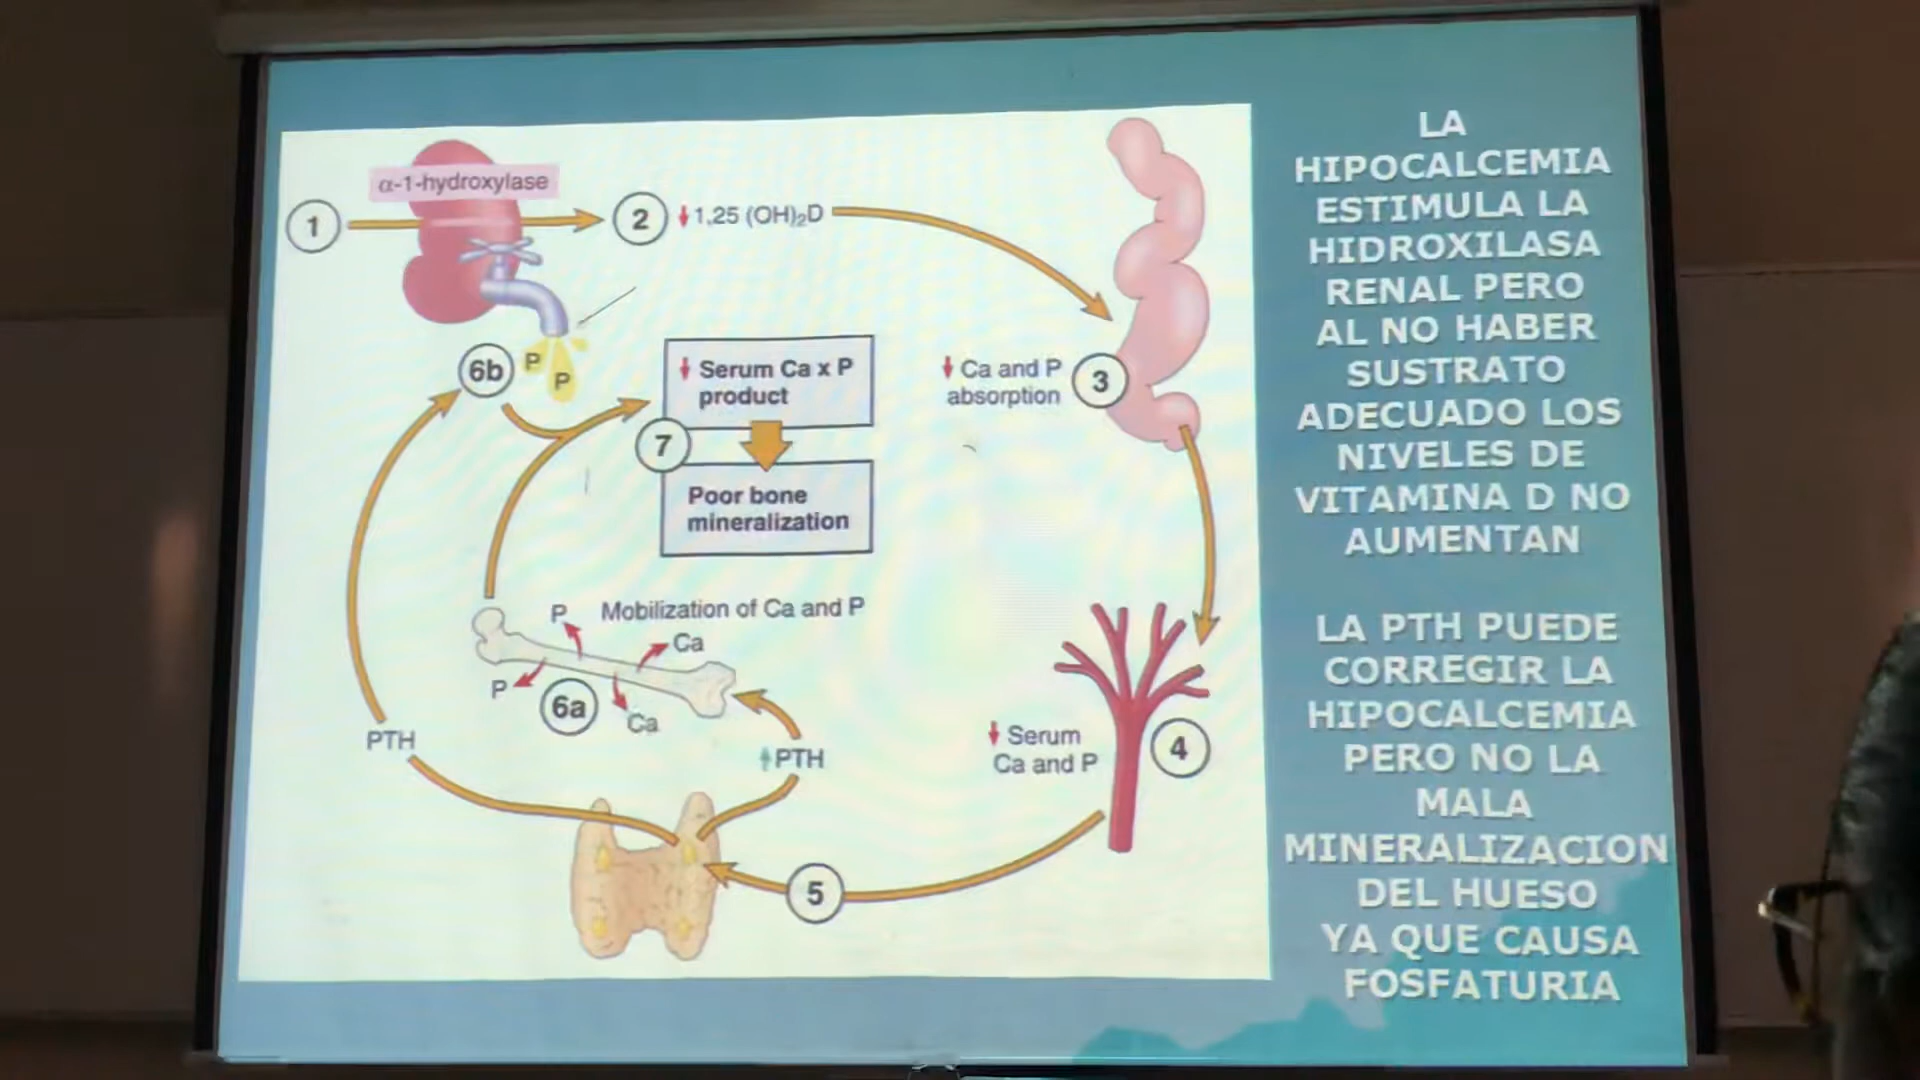 α-1-hydroxylase
1
2
↓ 1,25 (OH)₂D
6b
P
P
↓ Serum Ca x P
product
7
Poor bone
mineralization
↓ Ca and P
absorption
3
P
Mobilization of Ca and P
Ca
P
6a
Ca
PTH
↑PTH
↓ Serum
Ca and P
4
5
LA
HIPOCALCEMIA
ESTIMULA LA
HIDROXILASA
RENAL PERO
AL NO HABER
SUSTRATO
ADECUADO LOS
NIVELES DE
VITAMINA D NO
AUMENTAN
LA PTH PUEDE
CORREGIR LA
HIPOCALCEMIA
PERO NO LA
MALA
MINERALIZACION
DEL HUESO
YA QUE CAUSA
FOSFATURIA